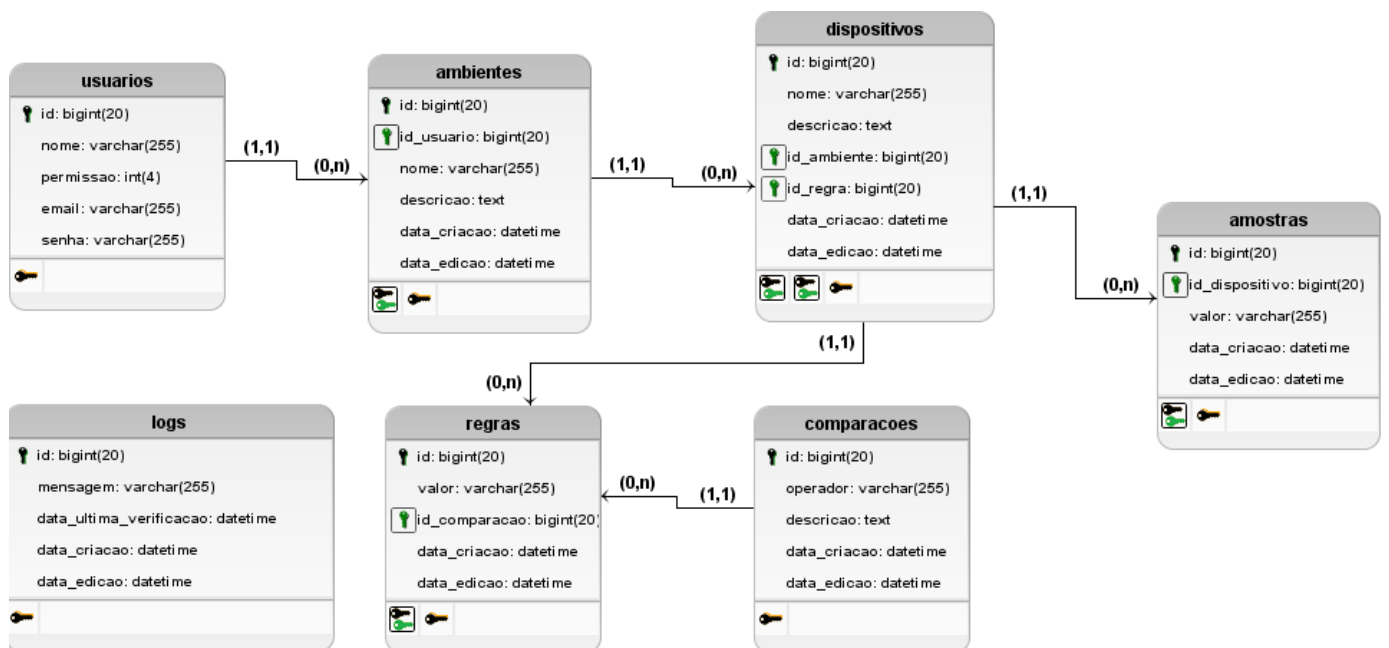 usuarios
id: bigint(20)
nome: varchar(255)
permissao: int(4)
email: varchar(255)
senha: varchar(255)
(1,1)
(0,n)
ambientes
id: bigint(20)
id_usuario: bigint(20)
nome: varchar(255)
descricao: text
data_criacao: datetime
data_edicao: datetime
(1,1)
(0,n)
dispositivos
id: bigint(20)
nome: varchar(255)
descricao: text
id_ambiente: bigint(20)
id_regra: bigint(20)
data_criacao: datetime
data_edicao: datetime
(1,1)
(0,n)
amostras
id: bigint(20)
id_dispositivo: bigint(20)
valor: varchar(255)
data_criacao: datetime
data_edicao: datetime
(1,1)
(0,n)
logs
id: bigint(20)
mensagem: varchar(255)
data_ultima_verificacao: datetime
data_criacao: datetime
data_edicao: datetime
regras
id: bigint(20)
valor: varchar(255)
id_comparacao: bigint(20)
data_criacao: datetime
data_edicao: datetime
(0,n)
(1,1)
comparacoes
id: bigint(20)
operador: varchar(255)
descricao: text
data_criacao: datetime
data_edicao: datetime